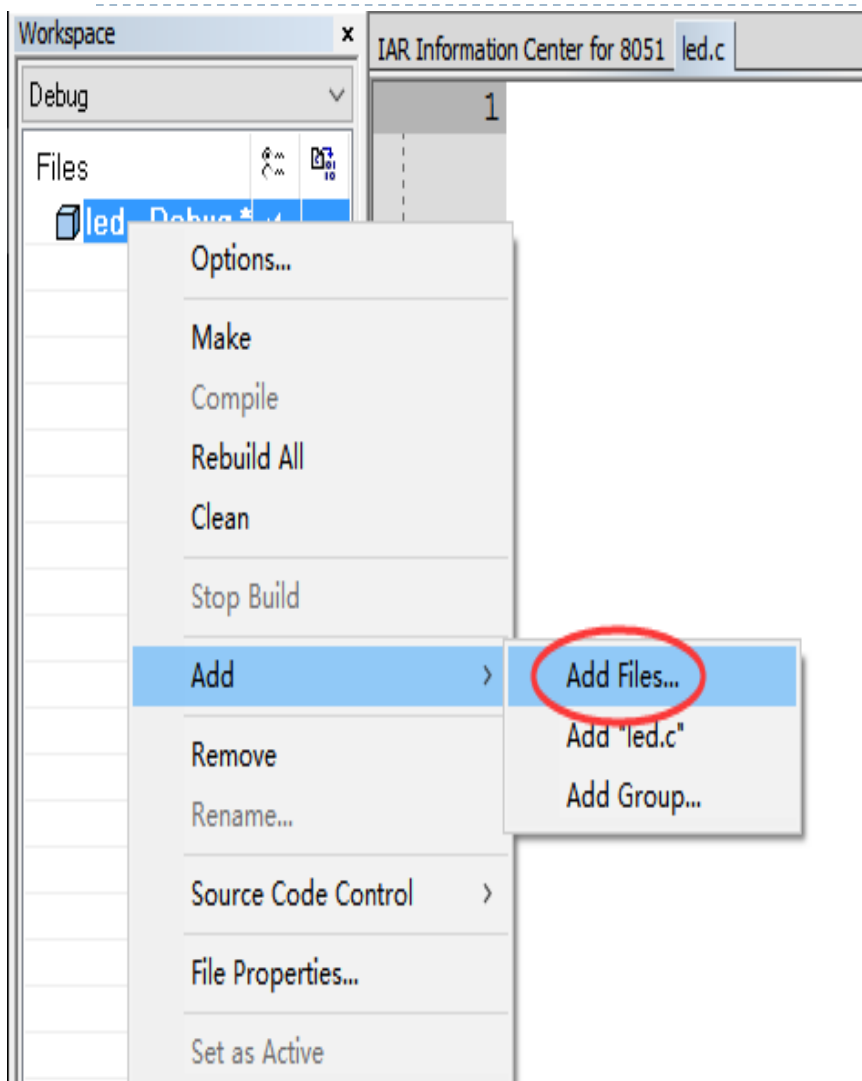 Workspace x
IAR Information Center for 8051 led.c
Debug
1
Files
led - Debug *
Options...
Make
Compile
Rebuild All
Clean
Stop Build
Add >
Add Files...
Add "led.c"
Add Group...
Remove
Rename...
Source Code Control >
File Properties...
Set as Active